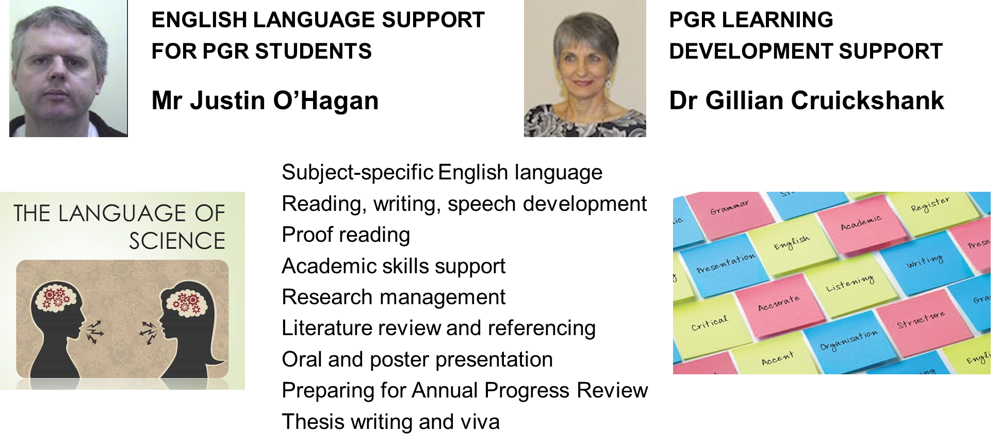 ENGLISH LANGUAGE SUPPORT
FOR PGR STUDENTS
Mr Justin O’Hagan
PGR LEARNING
DEVELOPMENT SUPPORT
Dr Gillian Cruickshank
Subject-specific English language
Reading, writing, speech development
Proof reading
Academic skills support
Research management
Literature review and referencing
Oral and poster presentation
Preparing for Annual Progress Review
Thesis writing and viva
THE LANGUAGE OF
SCIENCE
Grammar
Register
Academic
English
Presentation
Writing
Listening
Accurate
Critical
Structure
Organisation
Accent